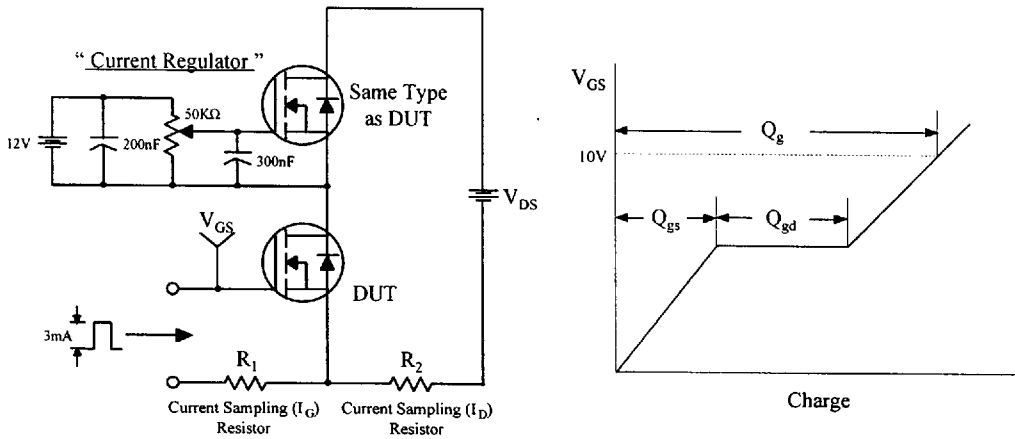 “ Current Regulator ”
12V
200nF
50KΩ
300nF
Same Type
as DUT
V_DS
V_GS
DUT
3mA
R_1
R_2
Current Sampling (I_G)
Resistor
Current Sampling (I_D)
Resistor
V_GS
10V
Q_g
Q_gs
Q_gd
Charge